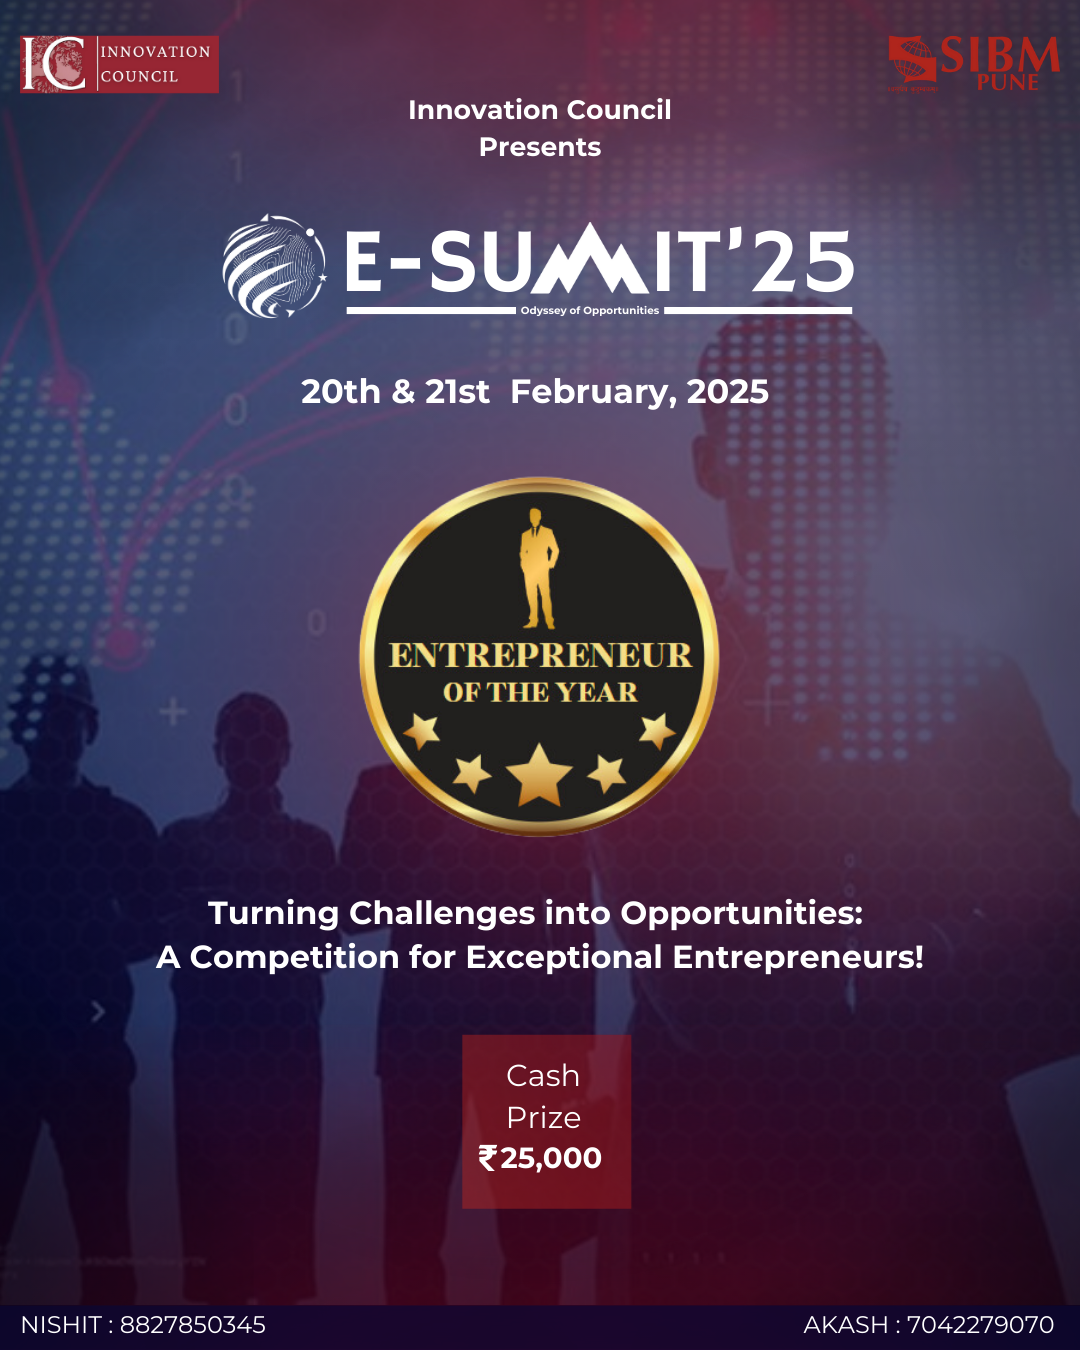 IC INNOVATION
COUNCIL
SIBM
PUNE
Innovation Council
Presents
E-SUMMIT'25
Odyssey of Opportunities
20th & 21st February, 2025
ENTREPRENEUR
OF THE YEAR
Turning Challenges into Opportunities:
A Competition for Exceptional Entrepreneurs!
Cash
Prize
₹25,000
NISHIT : 8827850345
AKASH : 7042279070